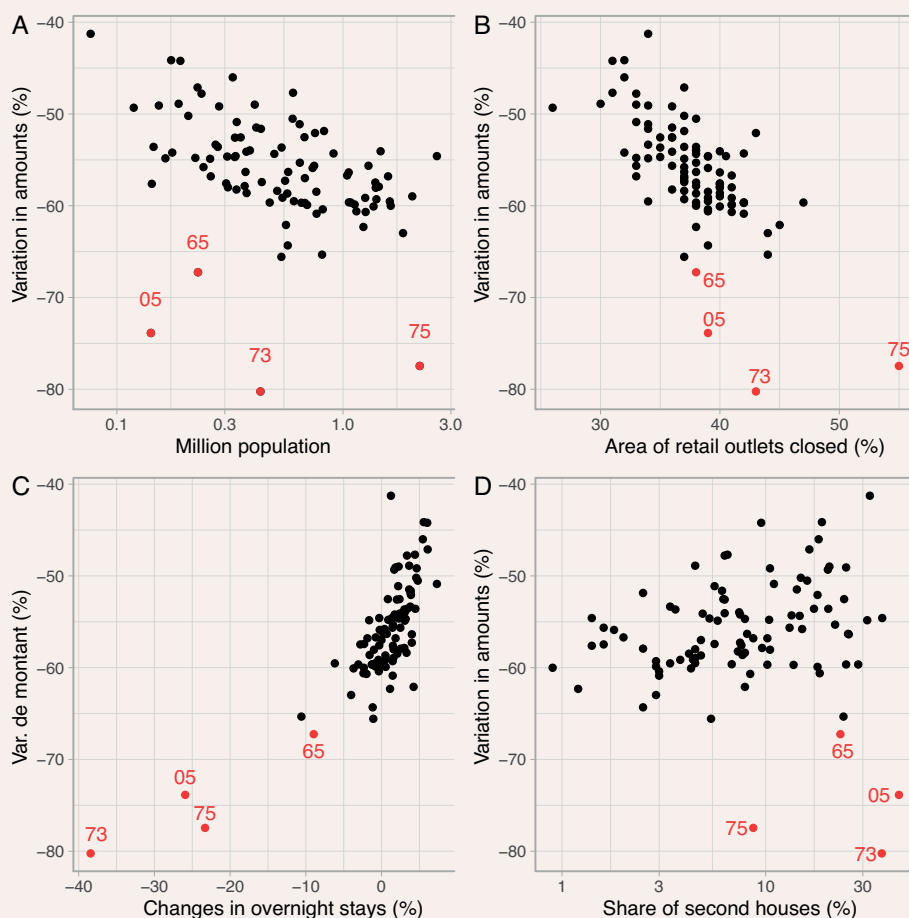 A
Variation in amounts (%)
−40
−50
−60
−70
−80
65
05
73
75
0.1 0.3 1.0 3.0
Million population
B
Variation in amounts (%)
−40
−50
−60
−70
−80
65
05
75
73
30 40 50
Area of retail outlets closed (%)
C
Var. de montant (%)
−40
−50
−60
−70
−80
65
05
75
73
−40 −30 −20 −10 0
Changes in overnight stays (%)
D
Variation in amounts (%)
−40
−50
−60
−70
−80
65
05
75
73
1 3 10 30
Share of second houses (%)